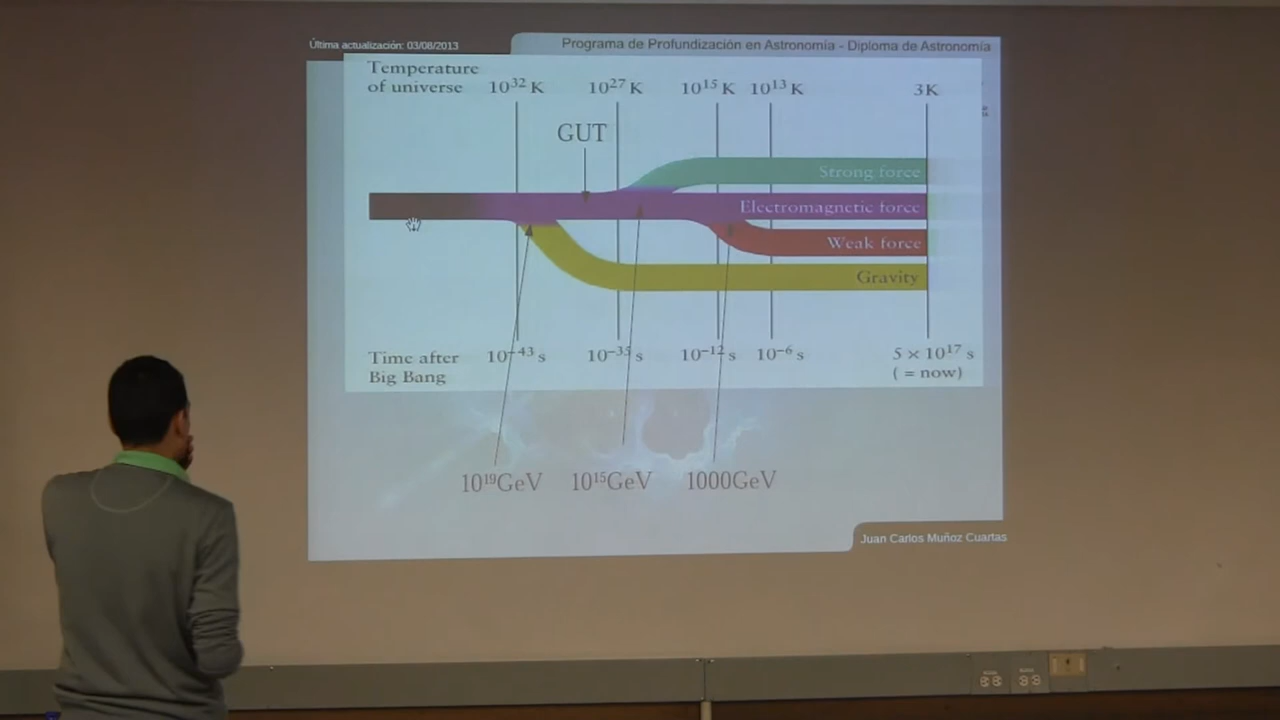 Última actualización: 03/08/2013
Programa de Profundización en Astronomía - Diploma de Astronomía
Temperature
of universe
10³² K
10²⁷ K
10¹⁵ K
10¹³ K
3K
GUT
Strong force
Electromagnetic force
Weak force
Gravity
Time after
Big Bang
10⁻⁴³ s
10⁻³⁵ s
10⁻¹² s
10⁻⁶ s
5 × 10¹⁷ s
( = now)
10¹⁹GeV
10¹⁵GeV
1000GeV
Juan Carlos Muñoz Cuartas